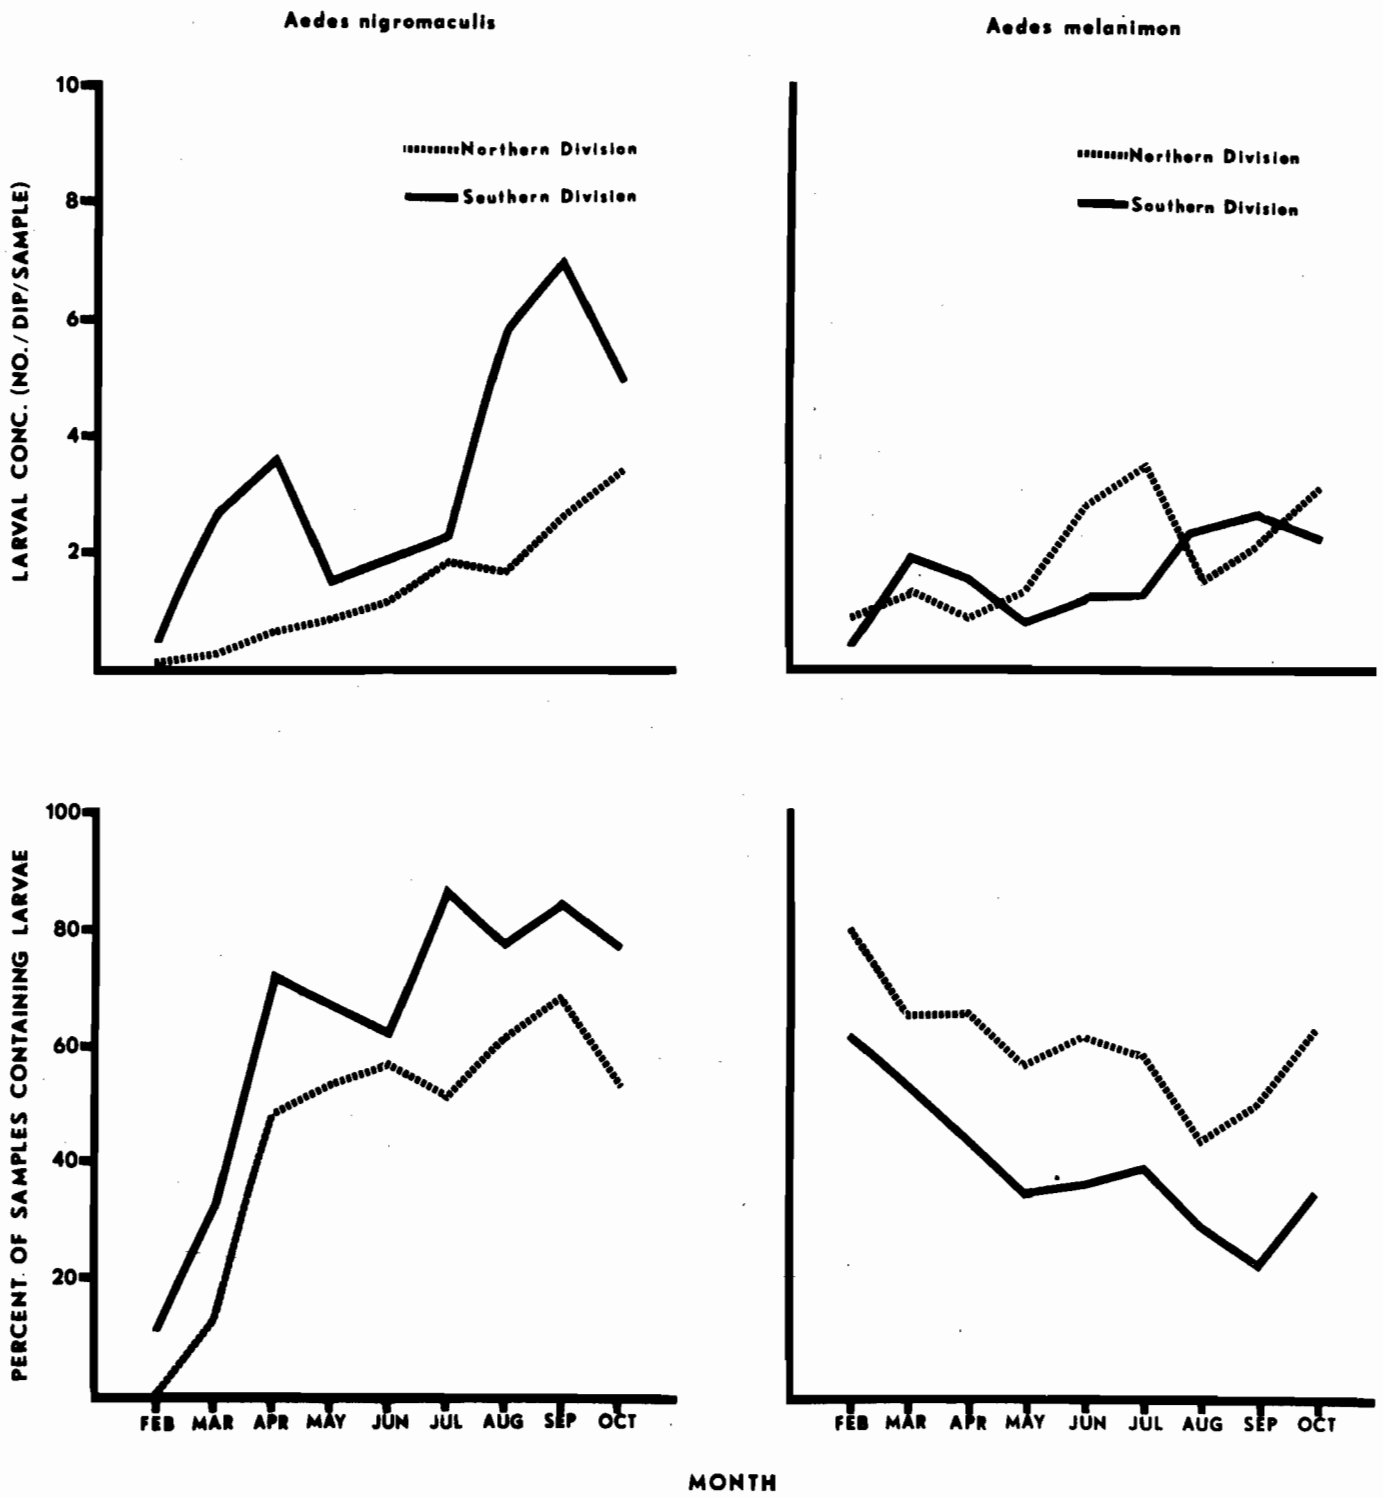 Aedes nigromaculis
Aedes melanimon
LARVAL CONC. (NO./DIP/SAMPLE)
10
8
6
4
2
Northern Division
Southern Division
Northern Division
Southern Division
PERCENT OF SAMPLES CONTAINING LARVAE
100
80
60
40
20
FEB MAR APR MAY JUN JUL AUG SEP OCT
FEB MAR APR MAY JUN JUL AUG SEP OCT
MONTH